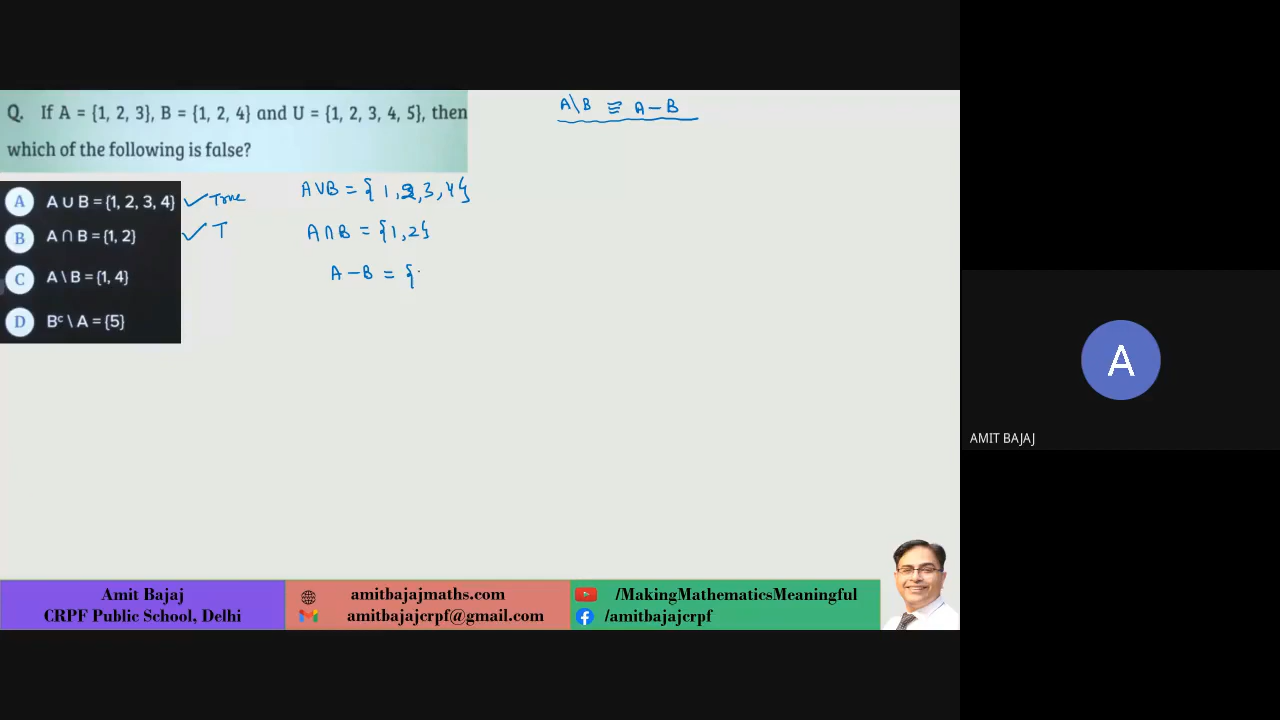 Q. If A = {1, 2, 3}, B = {1, 2, 4} and U = {1, 2, 3, 4, 5}, then
which of the following is false?
A\B ≡ A-B
A A ∪ B = {1, 2, 3, 4} ✓True
A∪B = {1,2,3,4}
B A ∩ B = {1, 2} ✓T
A∩B = {1,2}
C A \ B = {1, 4}
A-B = {
D Bᶜ \ A = {5}
A
AMIT BAJAJ
Amit Bajaj
CRPF Public School, Delhi
amitbajajmaths.com
amitbajajcrpf@gmail.com
/MakingMathematicsMeaningful
/amitbajajcrpf